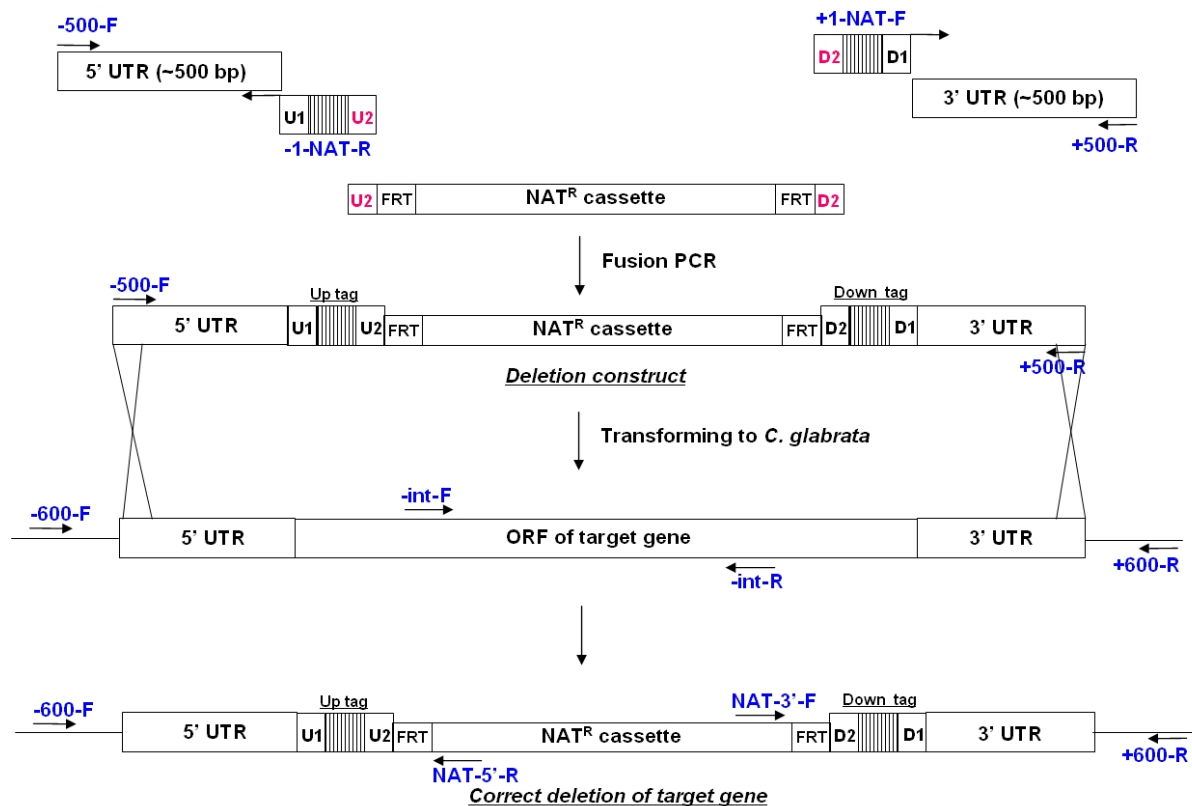 -500-F
+1-NAT-F
5’ UTR (~500 bp)
D2 D1
U1 U2
3’ UTR (~500 bp)
-1-NAT-R
+500-R
U2 FRT NATᴿ cassette FRT D2
Fusion PCR
-500-F
Up tag
Down tag
5’ UTR U1 U2 FRT NATᴿ cassette FRT D2 D1 3’ UTR
+500-R
Deletion construct
Transforming to C. glabrata
-600-F
-int-F
5’ UTR ORF of target gene 3’ UTR
-int-R
+600-R
-600-F
Up tag
NAT-3’-F
Down tag
5’ UTR U1 U2 FRT NATᴿ cassette FRT D2 D1 3’ UTR
+600-R
NAT-5’-R
Correct deletion of target gene